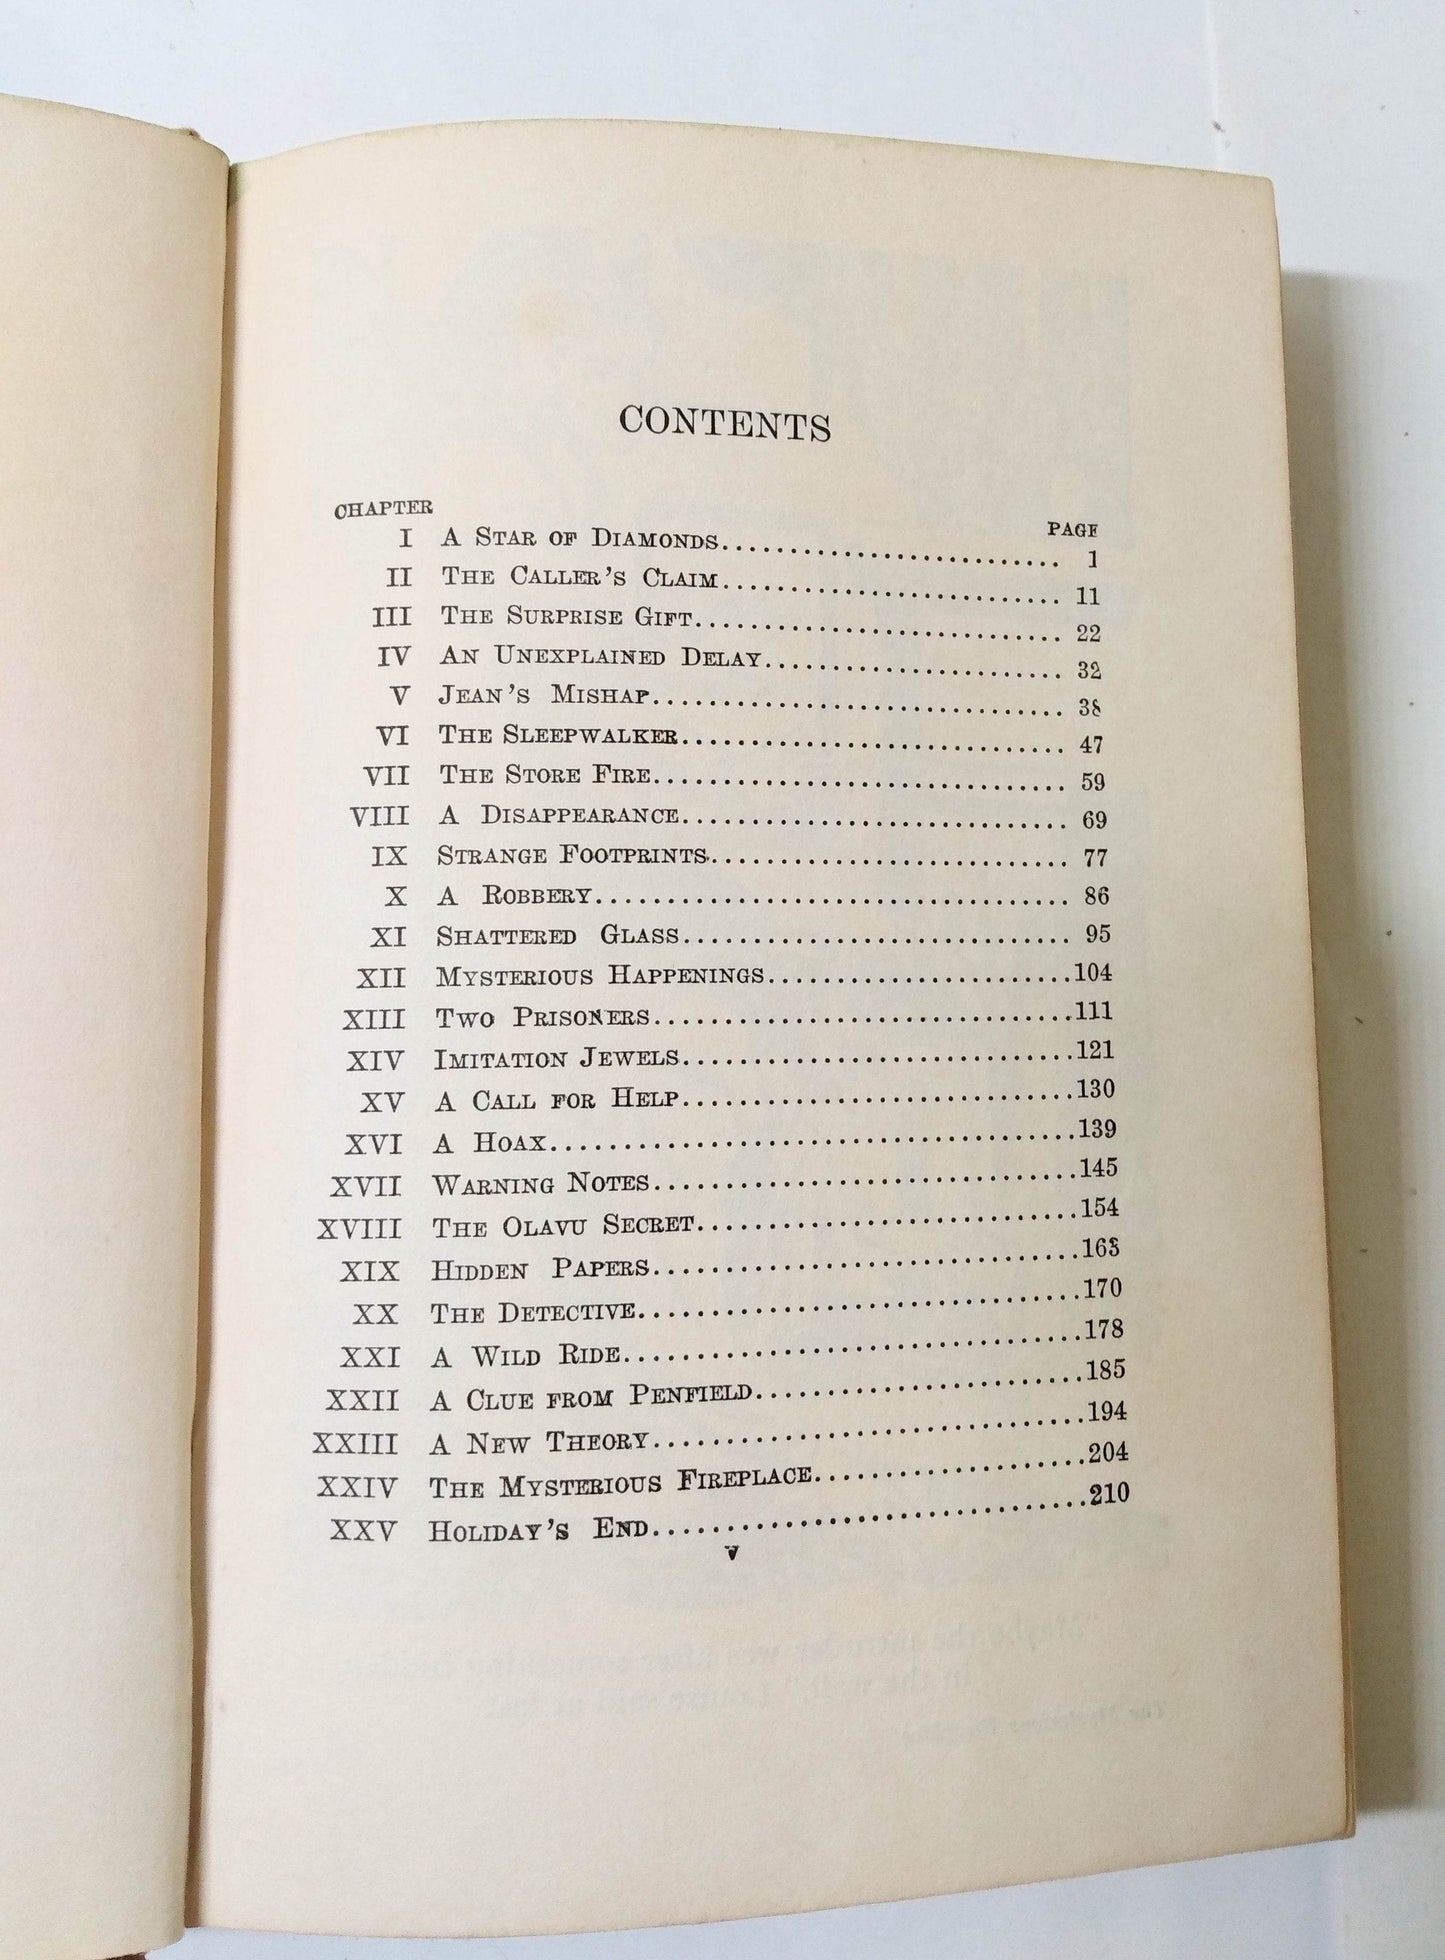 CONTENTS
CHAPTER PAGE
I A Star of Diamonds 1
II The Caller's Claim 11
III The Surprise Gift 22
IV An Unexplained Delay 32
V Jean's Mishap 38
VI The Sleepwalker 47
VII The Store Fire 59
VIII A Disappearance 69
IX Strange Footprints 77
X A Robbery 86
XI Shattered Glass 95
XII Mysterious Happenings 104
XIII Two Prisoners 111
XIV Imitation Jewels 121
XV A Call for Help 130
XVI A Hoax 139
XVII Warning Notes 145
XVIII The Olavu Secret 154
XIX Hidden Papers 163
XX The Detective 170
XXI A Wild Ride 178
XXII A Clue from Penfield 185
XXIII A New Theory 194
XXIV The Mysterious Fireplace 204
XXV Holiday's End 210
v